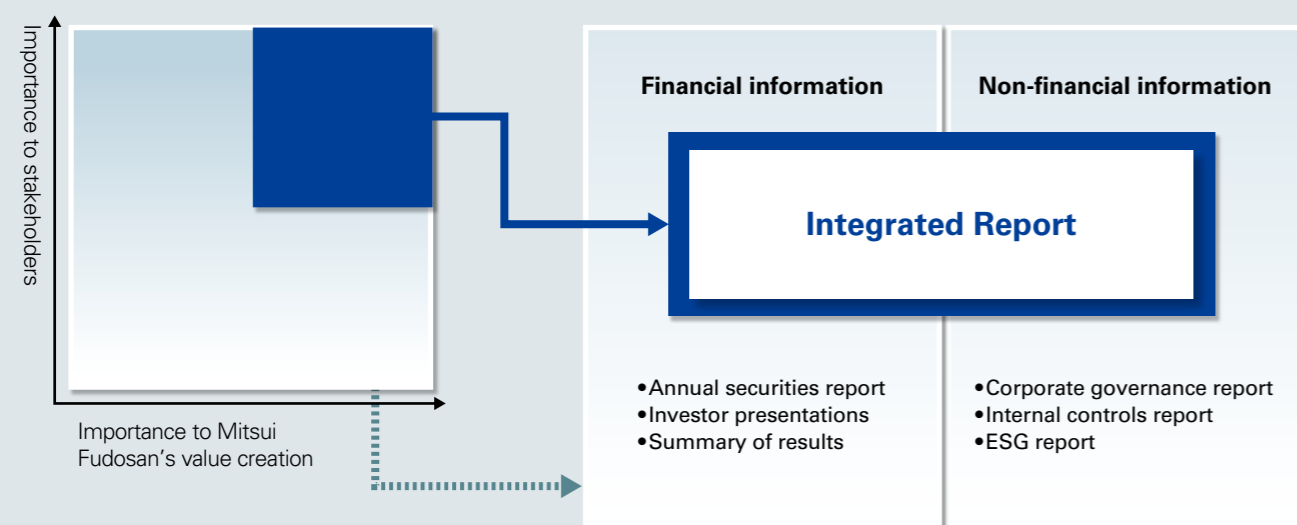 Importance to stakeholders
Importance to Mitsui
Fudosan's value creation
Financial information
Non-financial information
Integrated Report
•Annual securities report
•Investor presentations
•Summary of results
•Corporate governance report
•Internal controls report
•ESG report